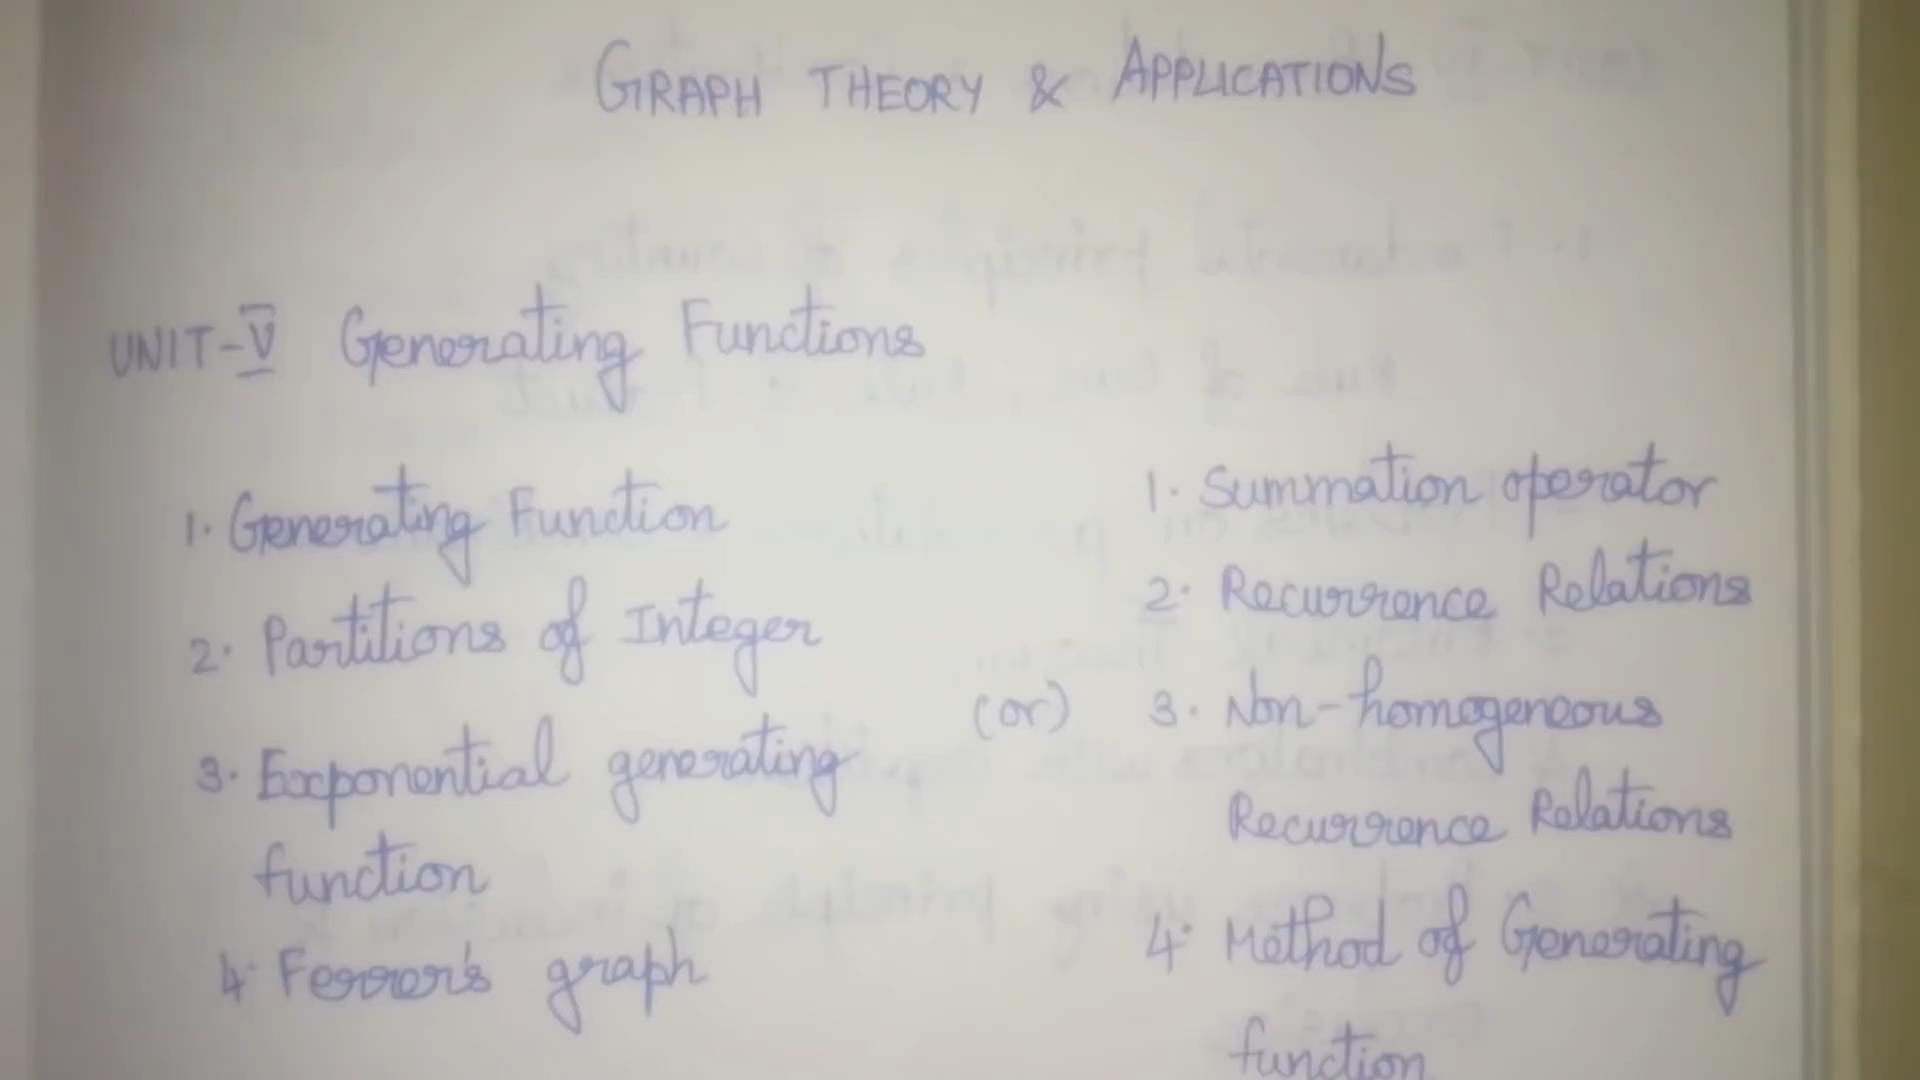 GRAPH THEORY & APPLICATIONS
UNIT-V Generating Functions
1. Generating Function
2. Partitions of Integer
3. Exponential generating
function
4. Ferrer's graph
(or)
1. Summation operator
2. Recurrence Relations
3. Non-homogeneous
Recurrence Relations
4. Method of Generating
function